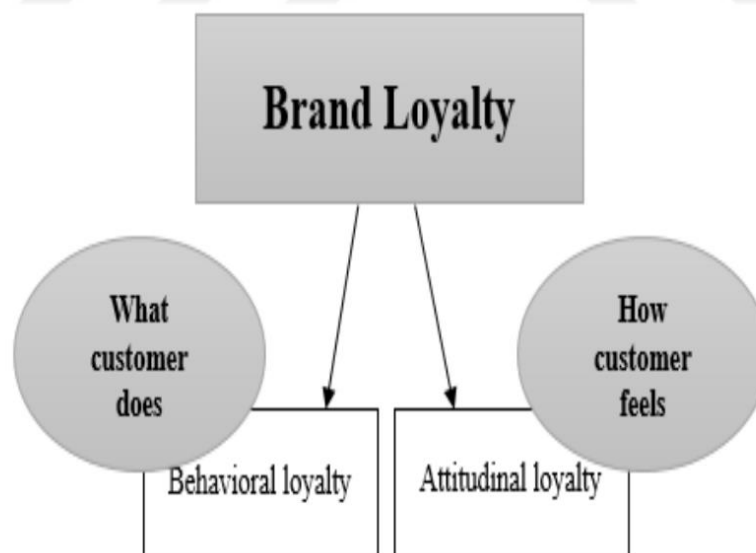 Brand Loyalty
What
customer
does
How
customer
feels
Behavioral loyalty
Attitudinal loyalty